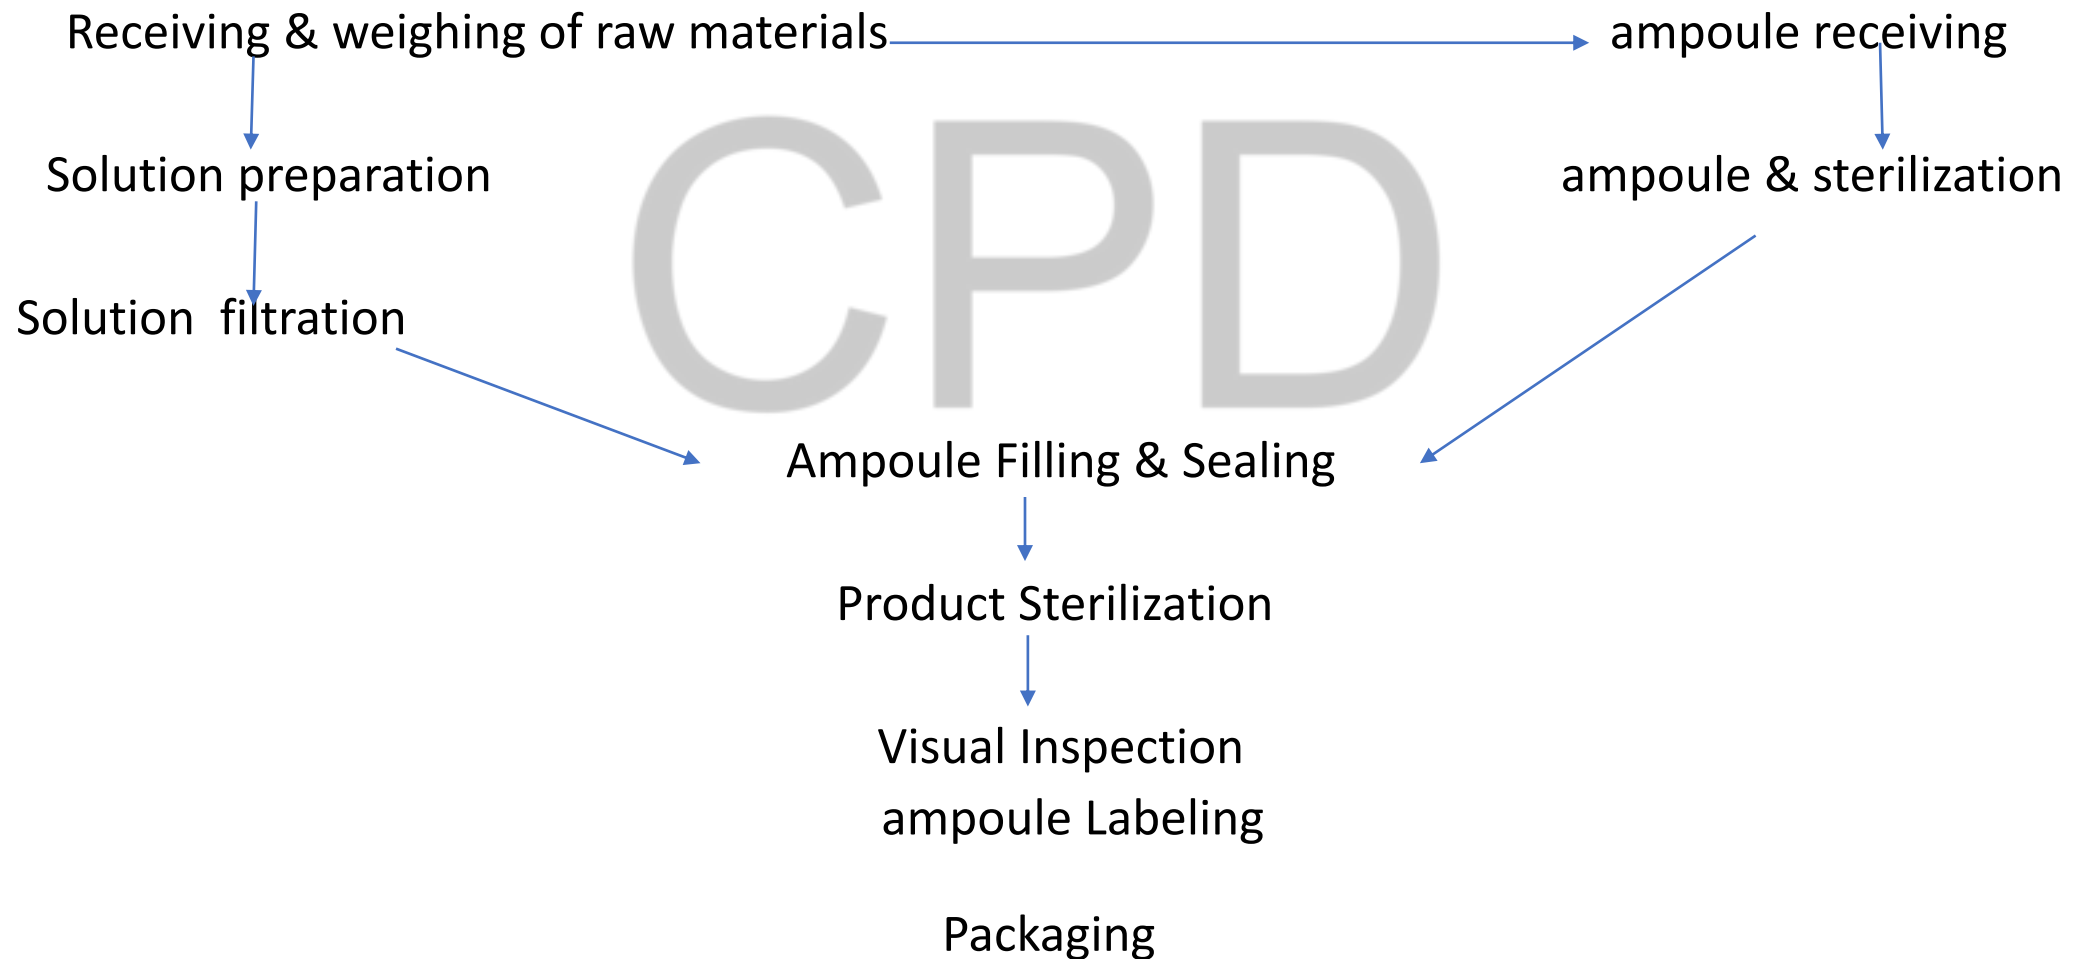 Receiving & weighing of raw materials
ampoule receiving
Solution preparation
ampoule & sterilization
Solution  filtration
CPD
Ampoule Filling & Sealing
Product Sterilization
Visual Inspection
ampoule Labeling
Packaging